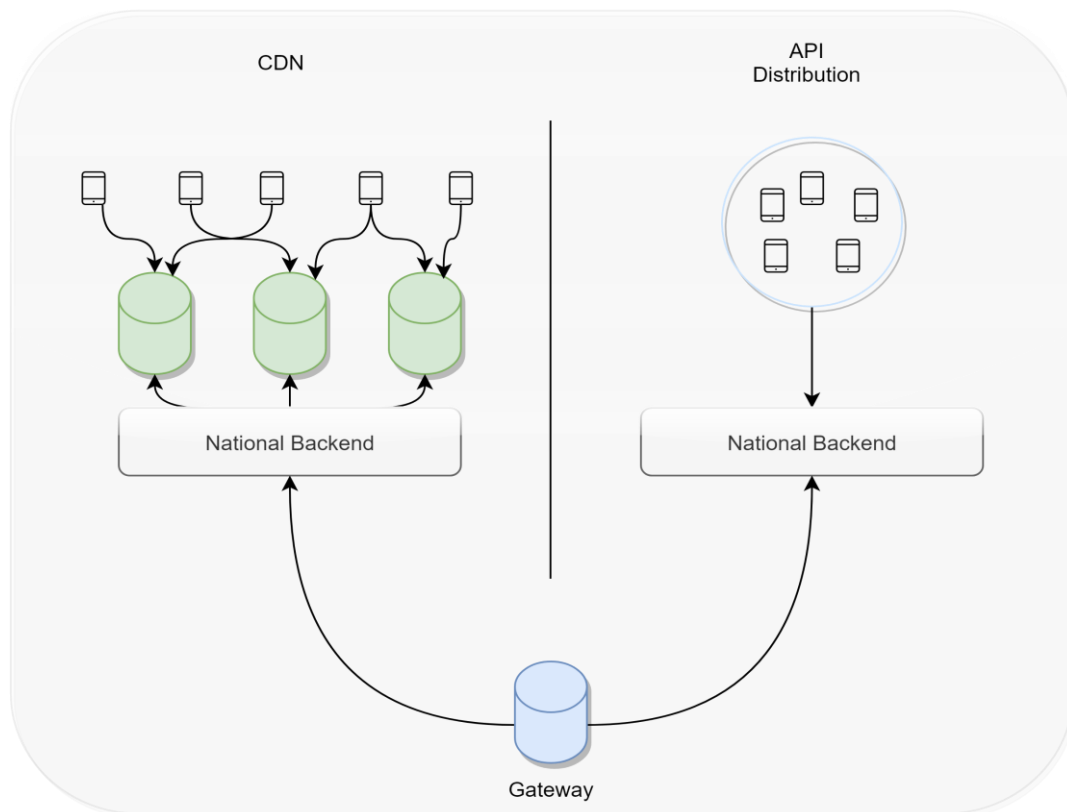 CDN
API
Distribution
National Backend
National Backend
Gateway